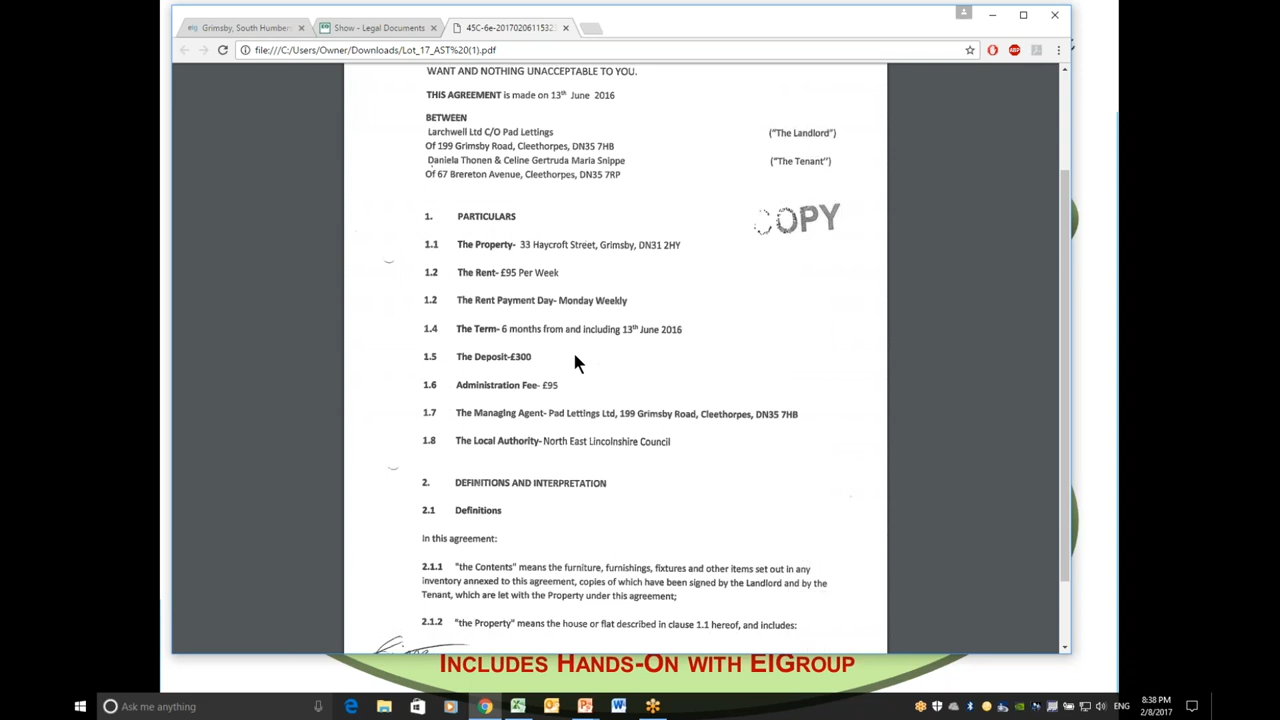 Grimsby, South Humbers
Show - Legal Documents
45C-6e-2017020611532
file:///C:/Users/Owner/Downloads/Lot_17_AST%20(1).pdf
WANT AND NOTHING UNACCEPTABLE TO YOU.
THIS AGREEMENT is made on 13th June 2016
BETWEEN
Larchwell Ltd C/O Pad Lettings ("The Landlord")
Of 199 Grimsby Road, Cleethorpes, DN35 7HB
Daniela Thonen & Celine Gertruda Maria Snippe ("The Tenant")
Of 67 Brereton Avenue, Cleethorpes, DN35 7RP
COPY
1. PARTICULARS
1.1 The Property- 33 Haycroft Street, Grimsby, DN31 2HY
1.2 The Rent- £95 Per Week
1.2 The Rent Payment Day- Monday Weekly
1.4 The Term- 6 months from and including 13th June 2016
1.5 The Deposit-£300
1.6 Administration Fee- £95
1.7 The Managing Agent- Pad Lettings Ltd, 199 Grimsby Road, Cleethorpes, DN35 7HB
1.8 The Local Authority- North East Lincolnshire Council
2. DEFINITIONS AND INTERPRETATION
2.1 Definitions
In this agreement:
2.1.1 "the Contents" means the furniture, furnishings, fixtures and other items set out in any
inventory annexed to this agreement, copies of which have been signed by the Landlord and by the
Tenant, which are let with the Property under this agreement;
2.1.2 "the Property" means the house or flat described in clause 1.1 hereof, and includes:
INCLUDES HANDS-ON WITH EIGROUP
Ask me anything
ENG
8:38 PM
2/8/2017